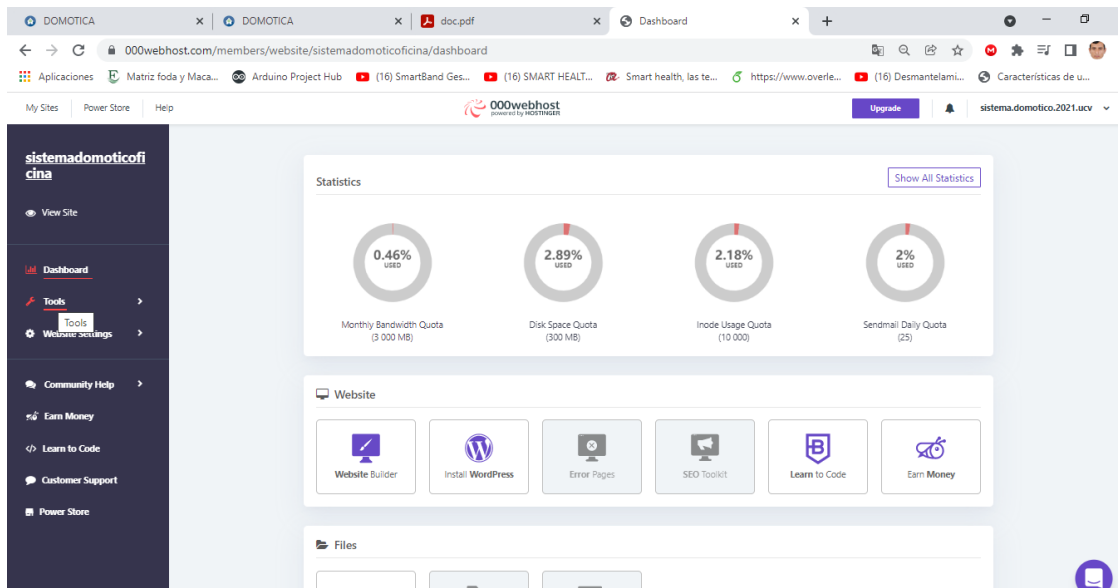 DOMOTICA
DOMOTICA
doc.pdf
Dashboard
000webhost.com/members/website/sistemadomoticoficina/dashboard
Aplicaciones
Matriz foda y Maca...
Arduino Project Hub
(16) SmartBand Ges...
(16) SMART HEALT...
Smart health, las te...
https://www.overle...
(16) Desmantelami...
Características de u...
My Sites
Power Store
Help
000webhost
powered by HOSTINGER
Upgrade
sistema.domotico.2021.ucv
sistemadomoticofi
cina
View Site
Dashboard
Tools
Tools
Website Settings
Community Help
Earn Money
Learn to Code
Customer Support
Power Store
Statistics
Show All Statistics
0.46%
USED
Monthly Bandwidth Quota
(3 000 MB)
2.89%
USED
Disk Space Quota
(300 MB)
2.18%
USED
Inode Usage Quota
(10 000)
2%
USED
Sendmail Daily Quota
(25)
Website
Website Builder
Install WordPress
Error Pages
SEO Toolkit
Learn to Code
Earn Money
Files